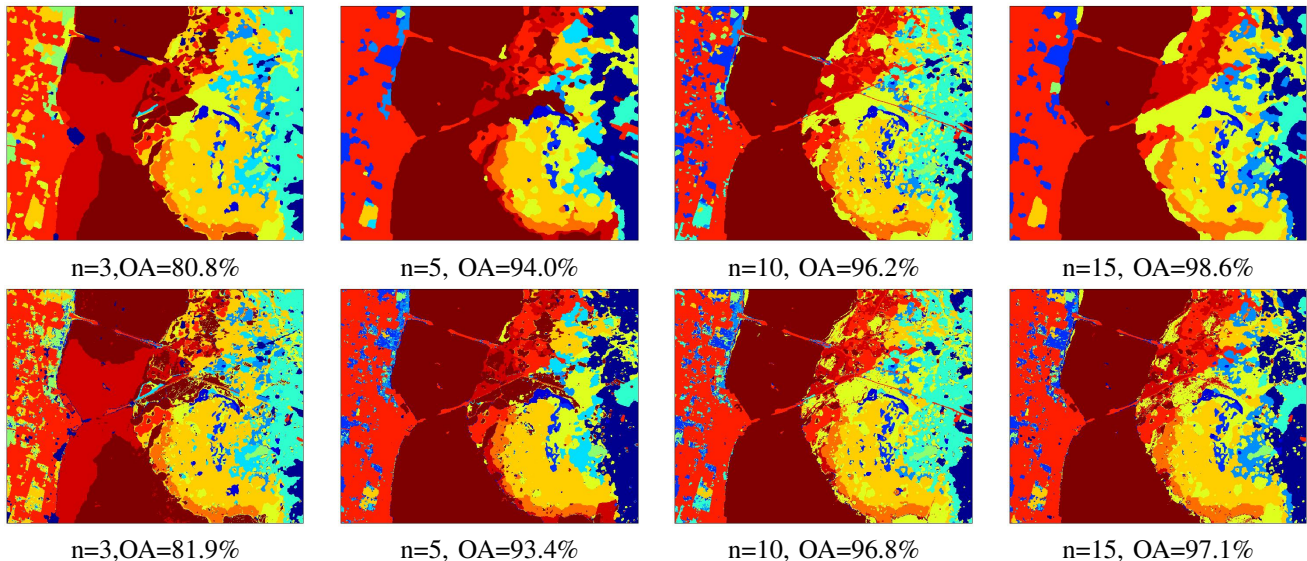 n=3,OA=80.8%
n=5, OA=94.0%
n=10, OA=96.2%
n=15, OA=98.6%
n=3,OA=81.9%
n=5, OA=93.4%
n=10, OA=96.8%
n=15, OA=97.1%